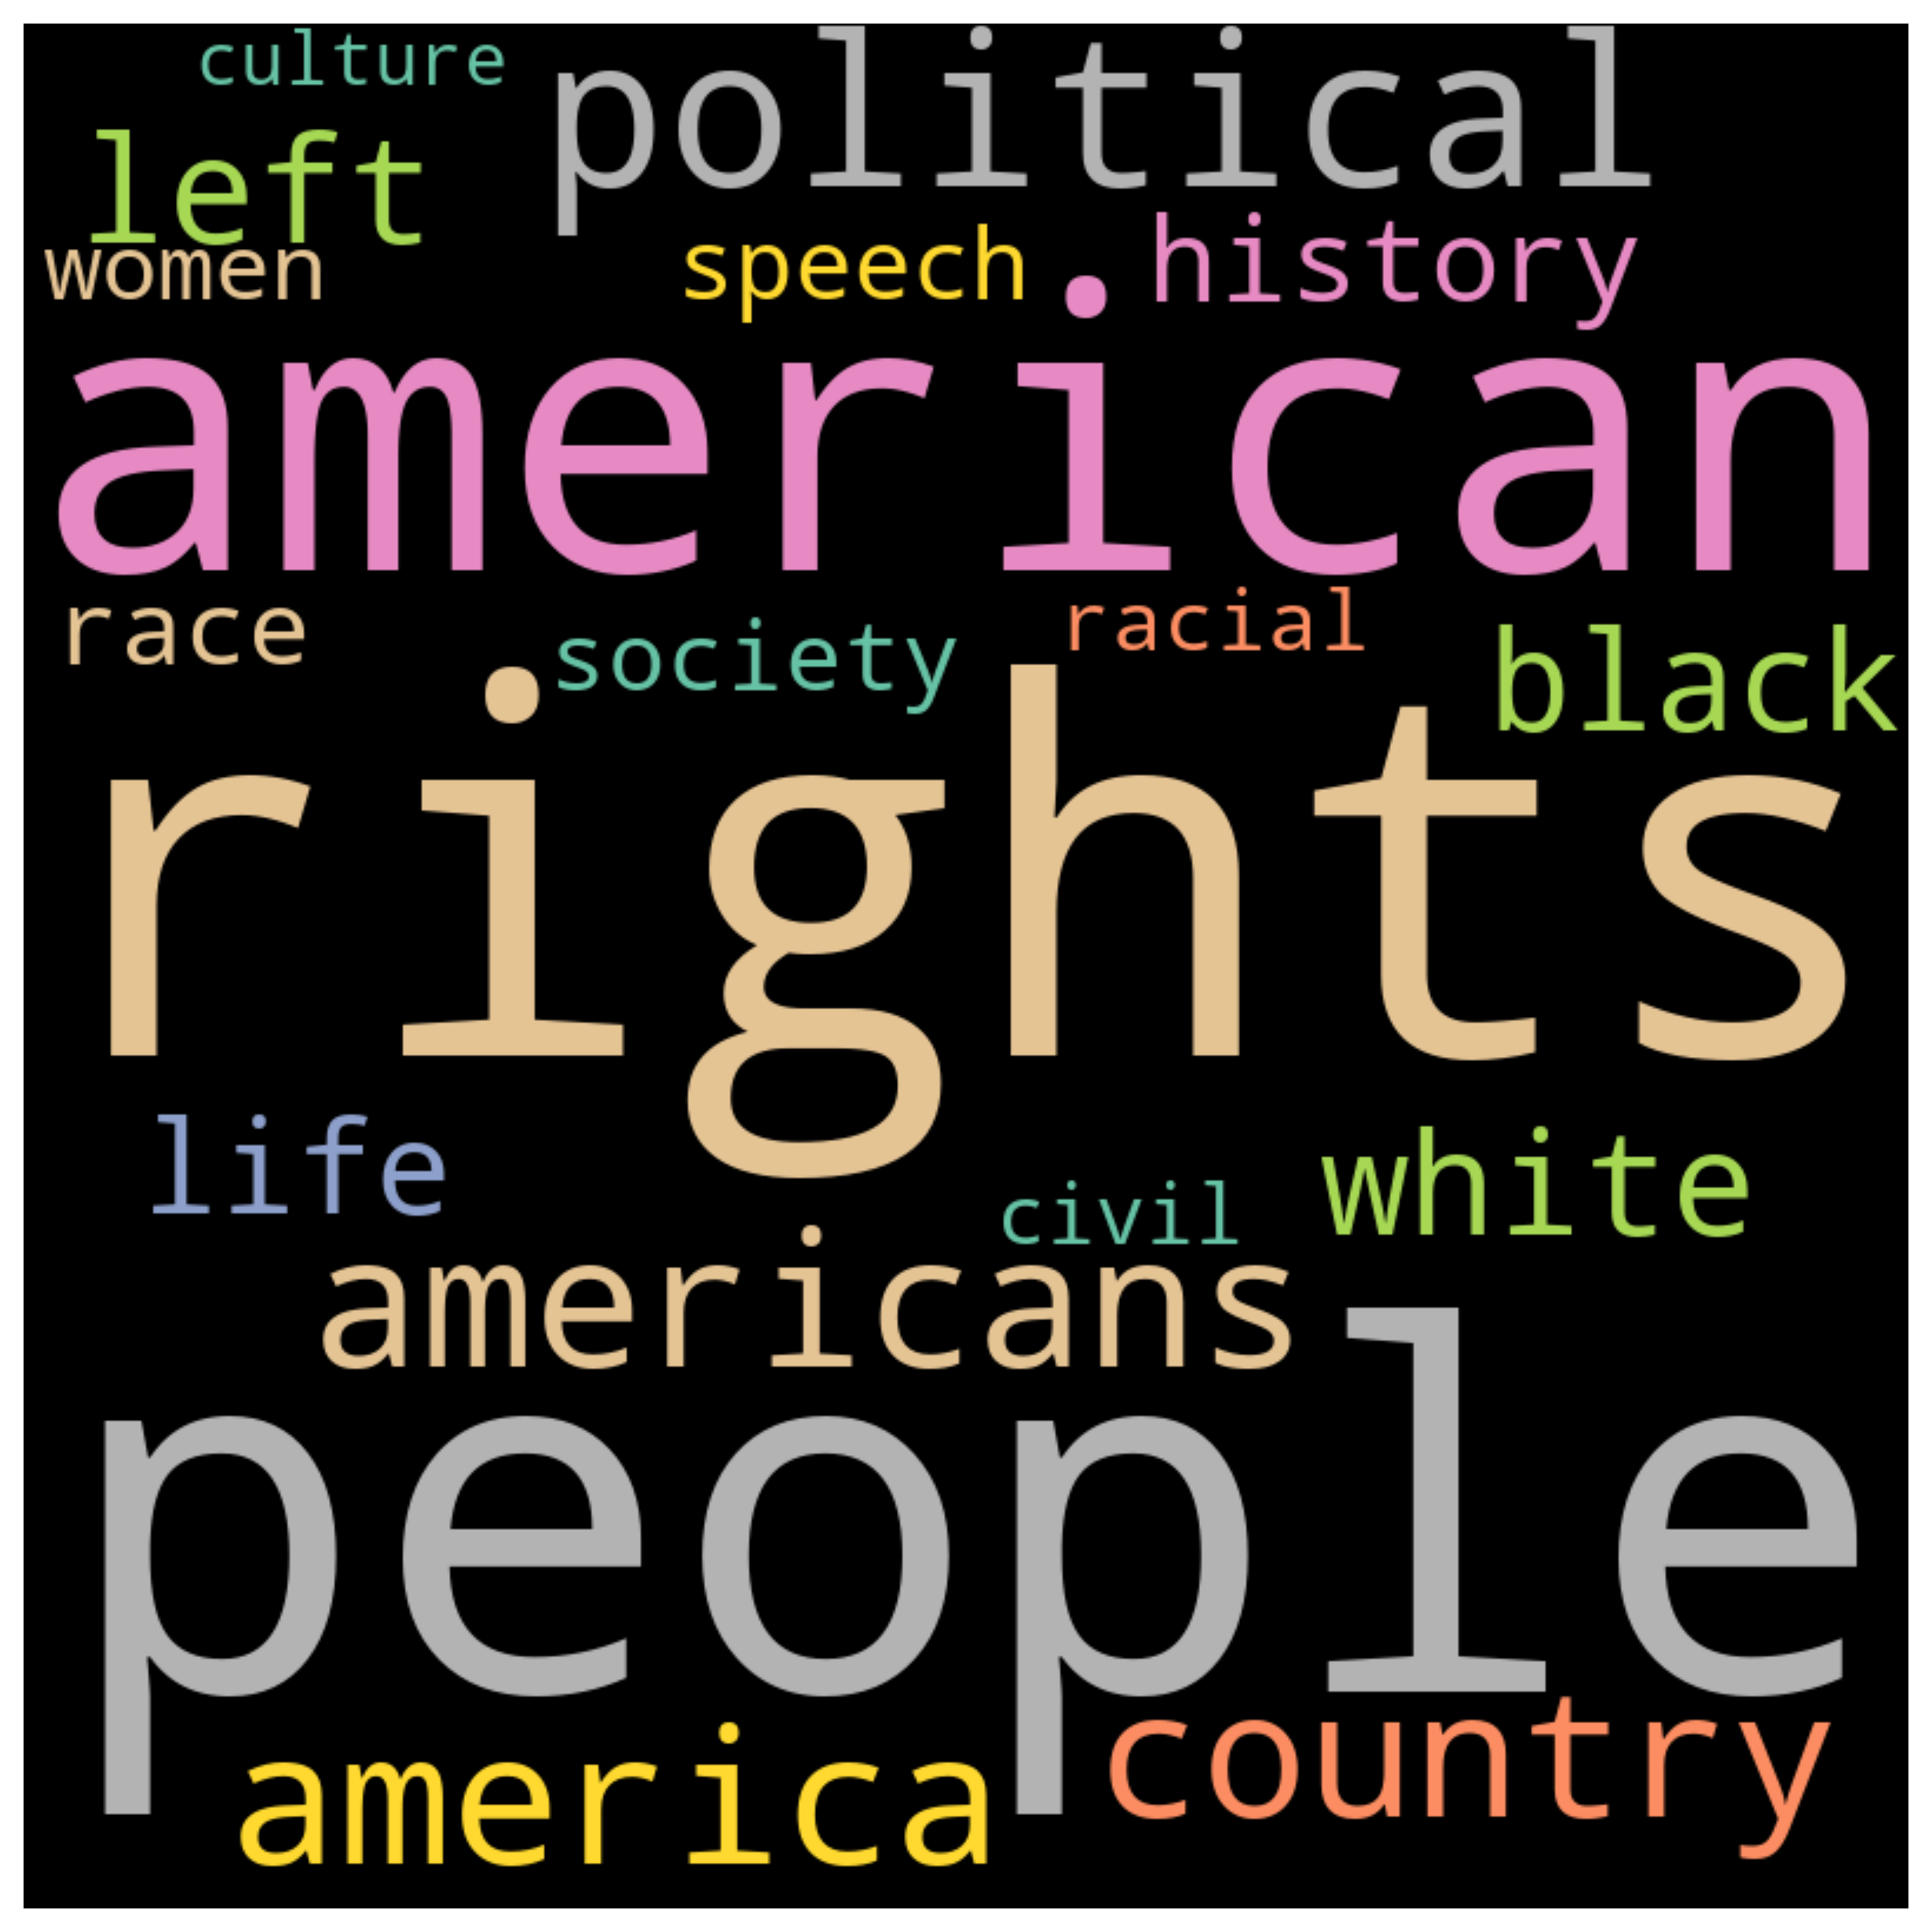 culture
political
left
women
speech
history
american
race
society
racial
black
rights
life
white
civil
americans
people
america
country